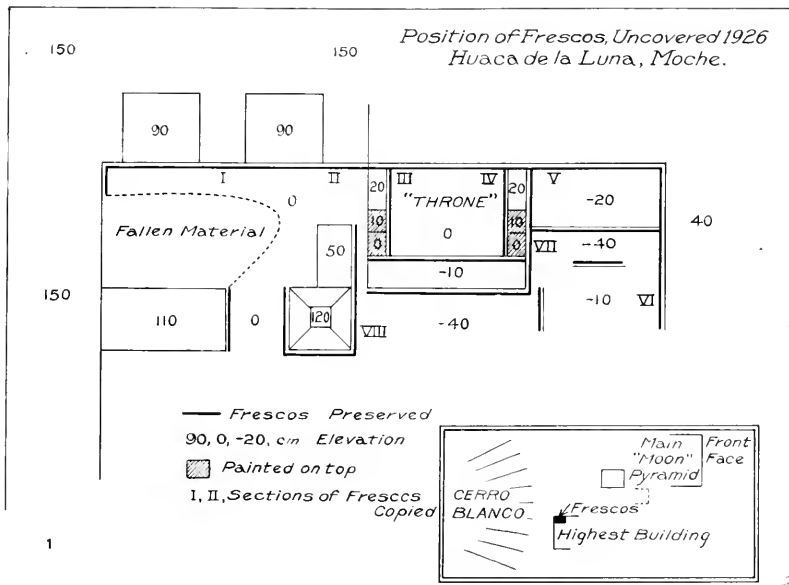 Position of Frescos, Uncovered 1926
Huaca de la Luna, Moche.
150
150
90
90
I
II
III
IV
V
20
20
0
"THRONE"
-20
10
10
40
Fallen Material
0
0
0
VII
-40
50
-10
150
-10
VI
110
0
120
VIII
-40
Frescos Preserved
90, 0, -20, cm Elevation
Painted on top
I, II, Sections of Frescos
Copied
Main
"Moon"
Pyramid
Front
Face
CERRO
BLANCO
Frescos
Highest Building
1